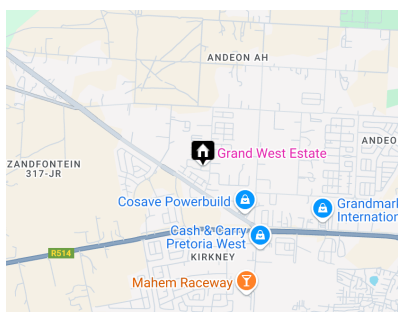 ANDEON AH
Grand West Estate
ANDEO
ZANDFONTEIN
317-JR
Cosave Powerbuild
Grandmark
Internation
Cash & Carry
Pretoria West
R514
KIRKNEY
Mahem Raceway